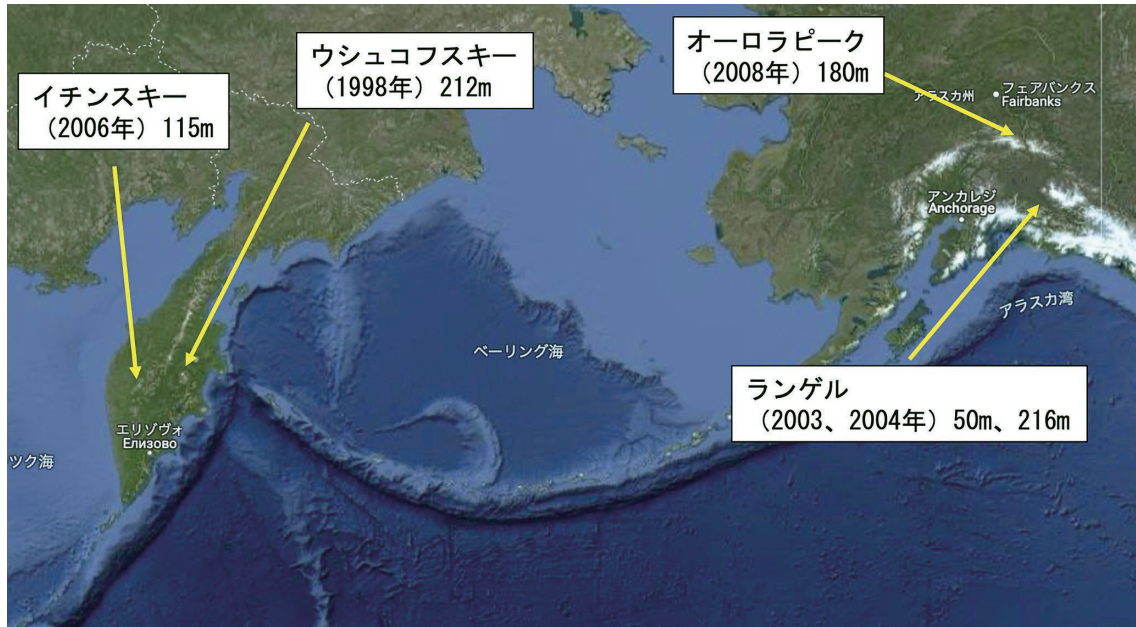 イチンスキー
（2006年）115m
ウシュコフスキー
（1998年）212m
オーロラピーク
（2008年）180m
アラスカ州
フェアバンクス
Fairbanks
アンカレジ
Anchorage
アラスカ湾
ベーリング海
ランゲル
（2003、2004年）50m、216m
エリゾヴォ
Елизово
ツク海